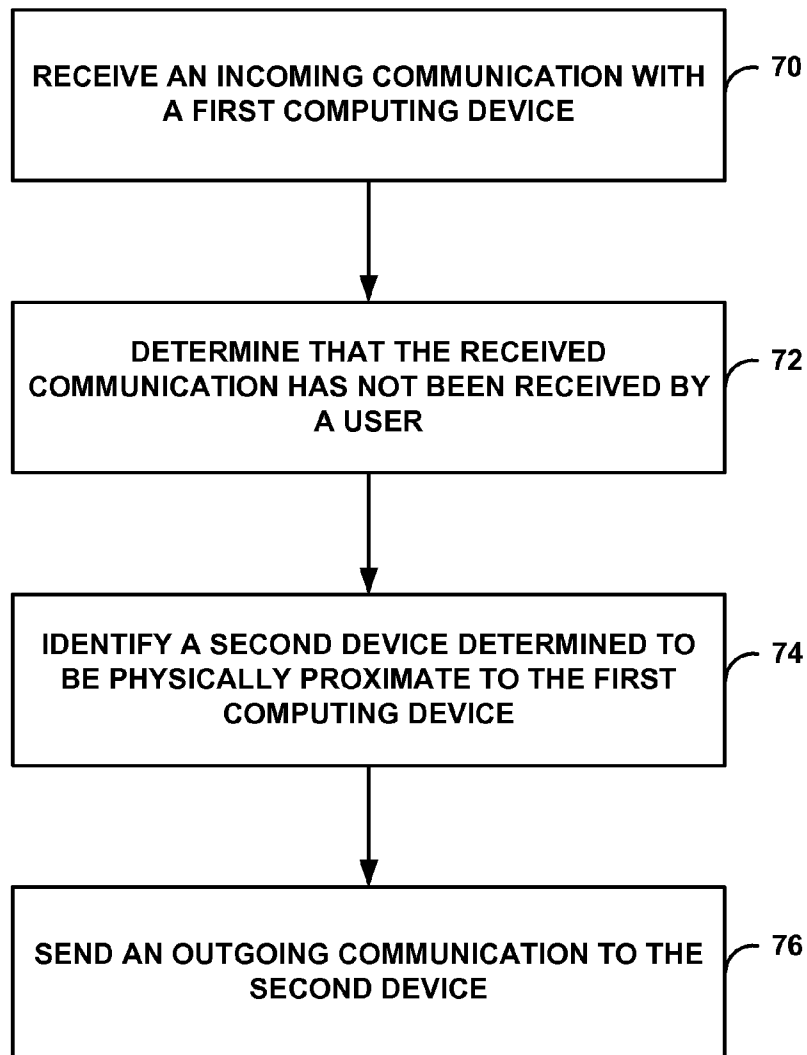 RECEIVE AN INCOMING COMMUNICATION WITH
A FIRST COMPUTING DEVICE
70
DETERMINE THAT THE RECEIVED
COMMUNICATION HAS NOT BEEN RECEIVED BY
A USER
72
IDENTIFY A SECOND DEVICE DETERMINED TO
BE PHYSICALLY PROXIMATE TO THE FIRST
COMPUTING DEVICE
74
SEND AN OUTGOING COMMUNICATION TO THE
SECOND DEVICE
76